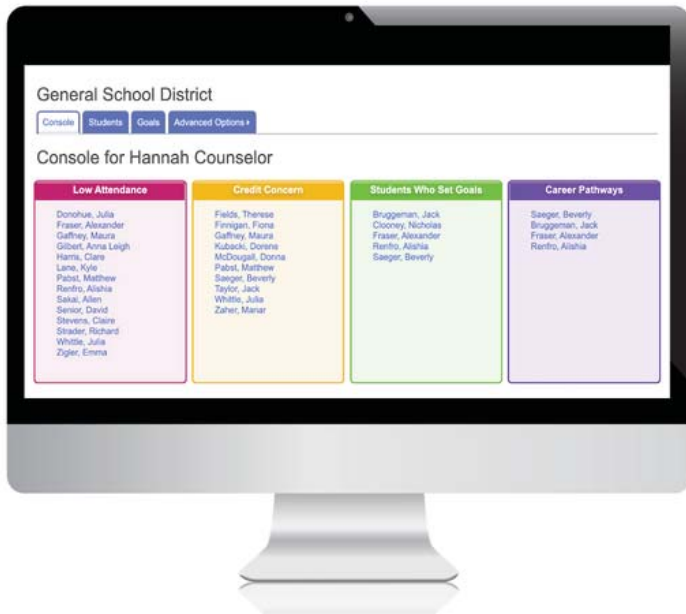 General School District
Console Students Goals Advanced Options
Console for Hannah Counselor
Low Attendance
Donohue, Julia
Fraser, Alexander
Gaffney, Maura
Gilbert, Anna Leigh
Harris, Clare
Lane, Kyle
Pabst, Matthew
Renfro, Alishia
Sakai, Allen
Senior, David
Stevens, Claire
Strader, Richard
Whittle, Julia
Zigler, Emma
Credit Concern
Fields, Therese
Finnigan, Fiona
Gaffney, Maura
Kubacki, Dorene
McDougall, Donna
Pabst, Matthew
Saeger, Beverly
Taylor, Jack
Whittle, Julia
Zaher, Manar
Students Who Set Goals
Bruggeman, Jack
Clooney, Nicholas
Fraser, Alexander
Renfro, Alishia
Saeger, Beverly
Career Pathways
Saeger, Beverly
Bruggeman, Jack
Fraser, Alexander
Renfro, Alishia